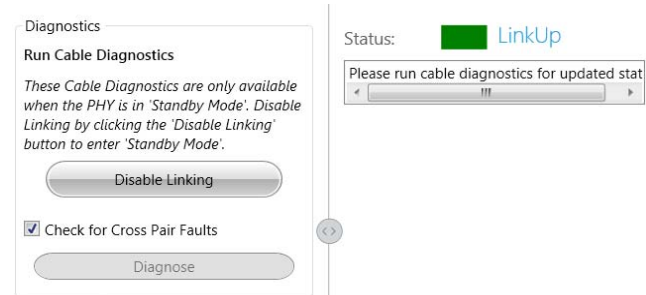 Diagnostics
Run Cable Diagnostics
These Cable Diagnostics are only available
when the PHY is in 'Standby Mode'. Disable
Linking by clicking the 'Disable Linking'
button to enter 'Standby Mode'.
Disable Linking
Check for Cross Pair Faults
Diagnose
Status: LinkUp
Please run cable diagnostics for updated stat